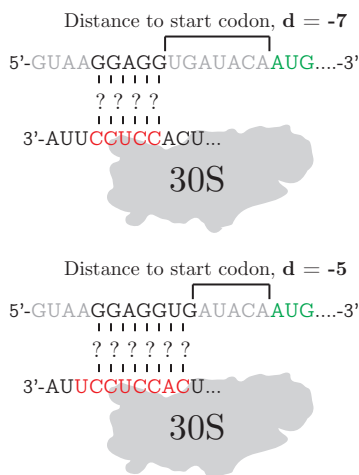 Distance to start codon, d = -7
5'-GUAAGGAGGUGAUACAAUG....-3'
? ? ? ?
3'-AUUCCUCCACU...
30S
Distance to start codon, d = -5
5'-GUAAGGAGGUGAUACAAUG....-3'
? ? ? ? ? ?
3'-AUUCCUCCACU...
30S